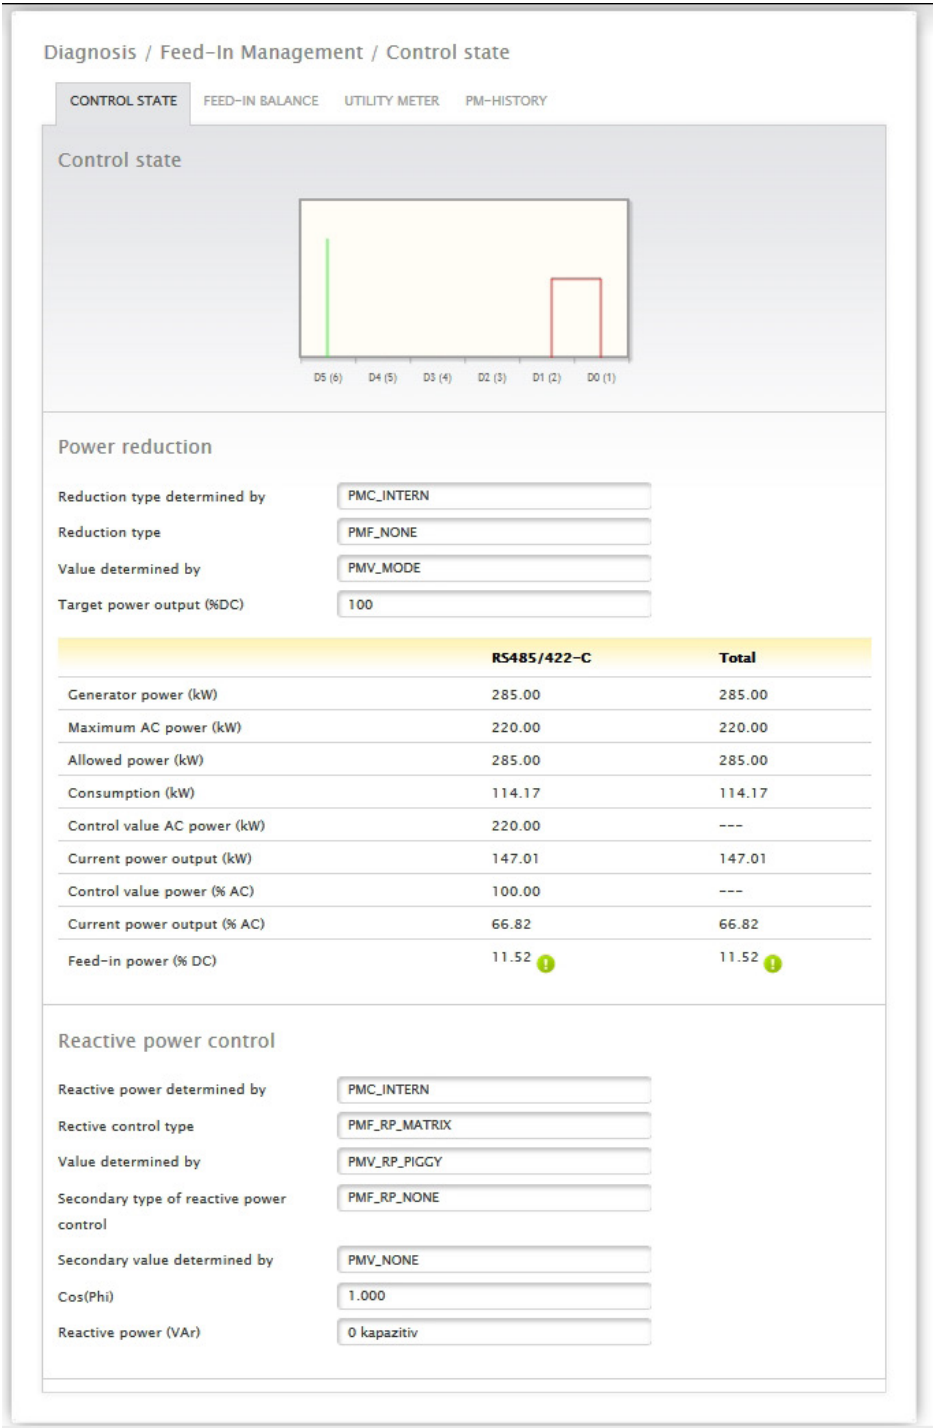 Diagnosis / Feed-In Management / Control state
CONTROL STATE FEED-IN BALANCE UTILITY METER PM-HISTORY
Control state
D5 (6) D4 (5) D3 (4) D2 (3) D1 (2) D0 (1)
Power reduction
Reduction type determined by PMC_INTERN
Reduction type PMF_NONE
Value determined by PMV_MODE
Target power output (%DC) 100
RS485/422-C Total
Generator power (kW) 285.00 285.00
Maximum AC power (kW) 220.00 220.00
Allowed power (kW) 285.00 285.00
Consumption (kW) 114.17 114.17
Control value AC power (kW) 220.00 ---
Current power output (kW) 147.01 147.01
Control value power (% AC) 100.00 ---
Current power output (% AC) 66.82 66.82
Feed-in power (% DC) 11.52 ! 11.52 !
Reactive power control
Reactive power determined by PMC_INTERN
Rective control type PMF_RP_MATRIX
Value determined by PMV_RP_PIGGY
Secondary type of reactive power PMF_RP_NONE
control
Secondary value determined by PMV_NONE
Cos(Phi) 1.000
Reactive power (VAr) 0 kapazitiv